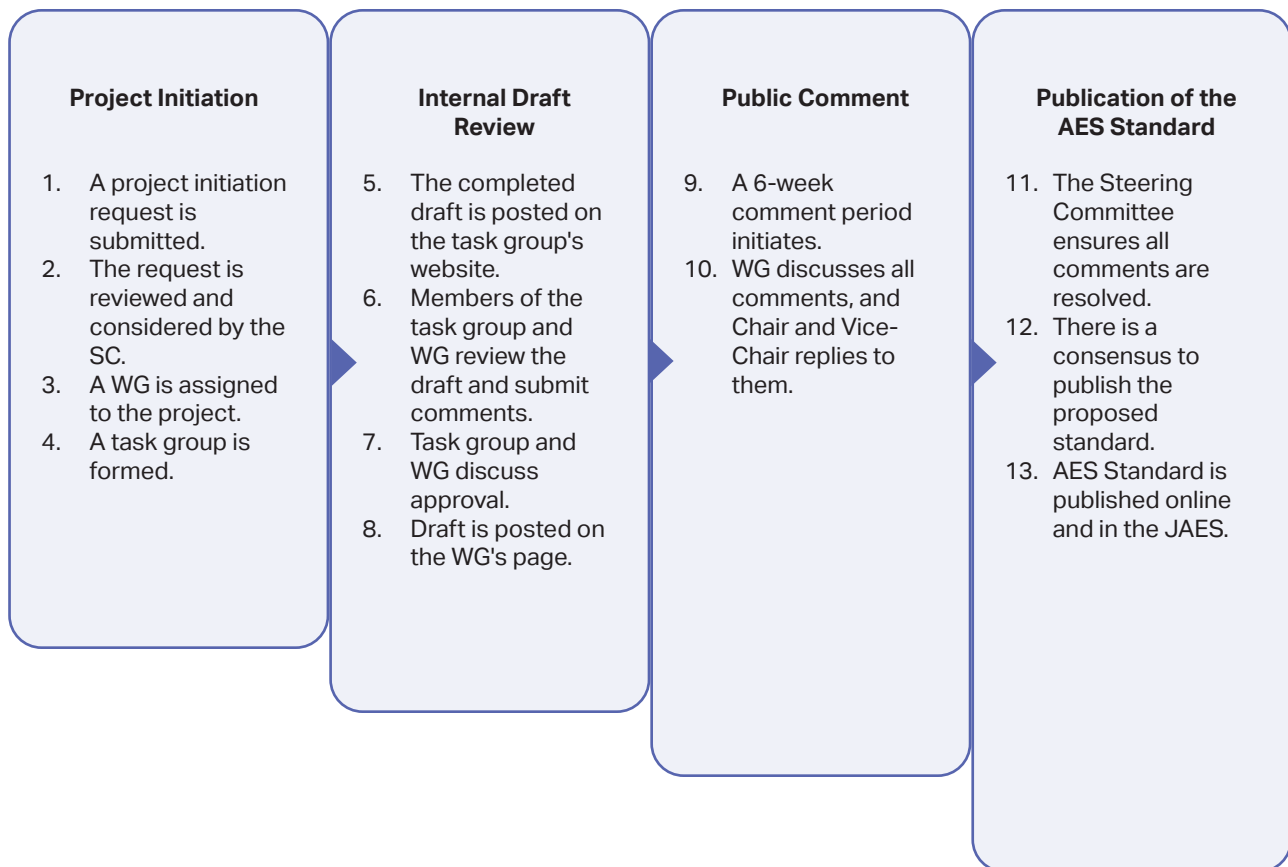 Project Initiation
1. A project initiation
request is
submitted.
2. The request is
reviewed and
considered by the
SC.
3. A WG is assigned
to the project.
4. A task group is
formed.
Internal Draft
Review
5. The completed
draft is posted on
the task group's
website.
6. Members of the
task group and
WG review the
draft and submit
comments.
7. Task group and
WG discuss
approval.
8. Draft is posted on
the WG's page.
Public Comment
9. A 6-week
comment period
initiates.
10. WG discusses all
comments, and
Chair and Vice-
Chair replies to
them.
Publication of the
AES Standard
11. The Steering
Committee
ensures all
comments are
resolved.
12. There is a
consensus to
publish the
proposed
standard.
13. AES Standard is
published online
and in the JAES.